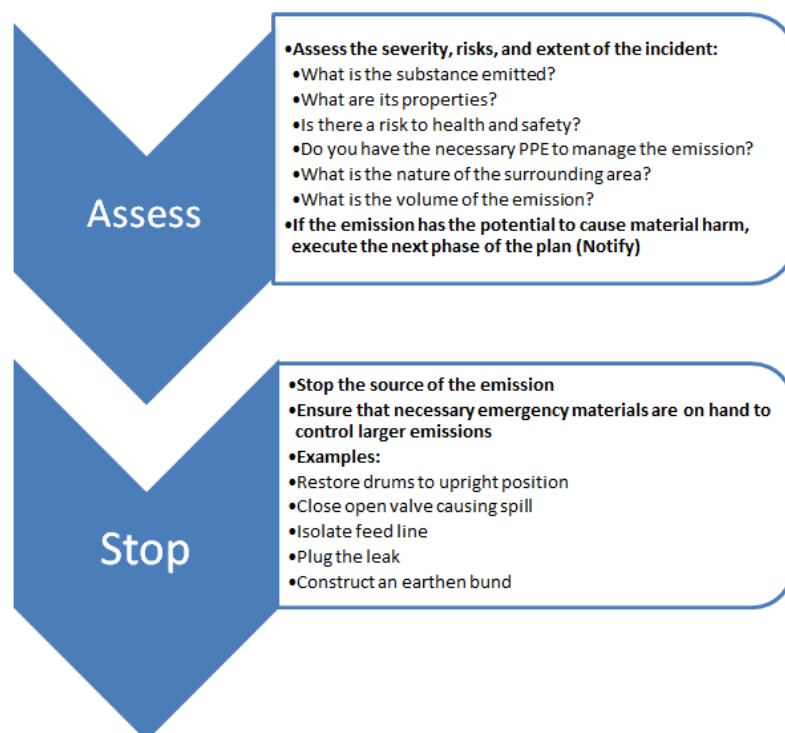 Assess
•Assess the severity, risks, and extent of the incident:
•What is the substance emitted?
•What are its properties?
•Is there a risk to health and safety?
•Do you have the necessary PPE to manage the emission?
•What is the nature of the surrounding area?
•What is the volume of the emission?
•If the emission has the potential to cause material harm,
execute the next phase of the plan (Notify)
Stop
•Stop the source of the emission
•Ensure that necessary emergency materials are on hand to
control larger emissions
•Examples:
•Restore drums to upright position
•Close open valve causing spill
•Isolate feed line
•Plug the leak
•Construct an earthen bund